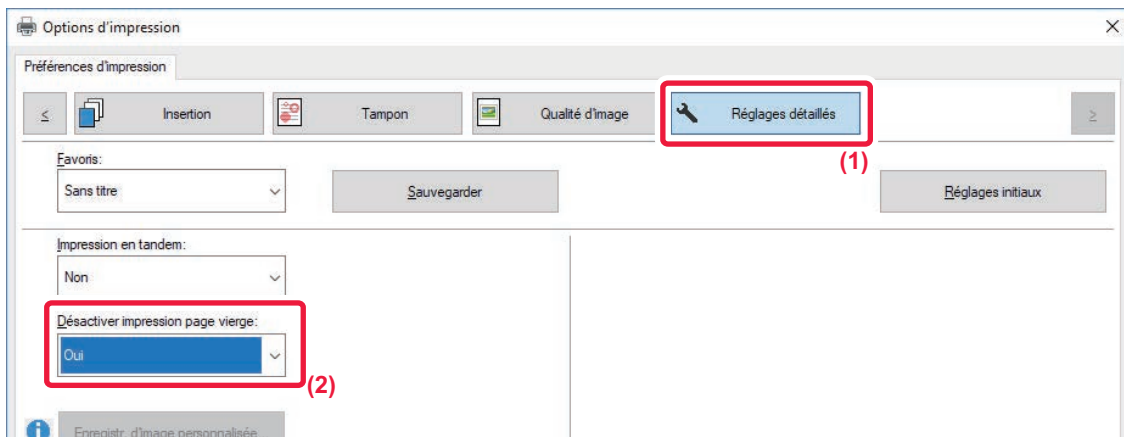 Options d'impression
Préférences d'impression
< Insertion Tampon Qualité d'image Réglages détaillés >
(1)
Favoris:
Sans titre Sauvegarder Réglages initiaux
Impression en tandem:
Non
Désactiver impression page vierge:
Oui
(2)
Enregistr. d'image personnalisée